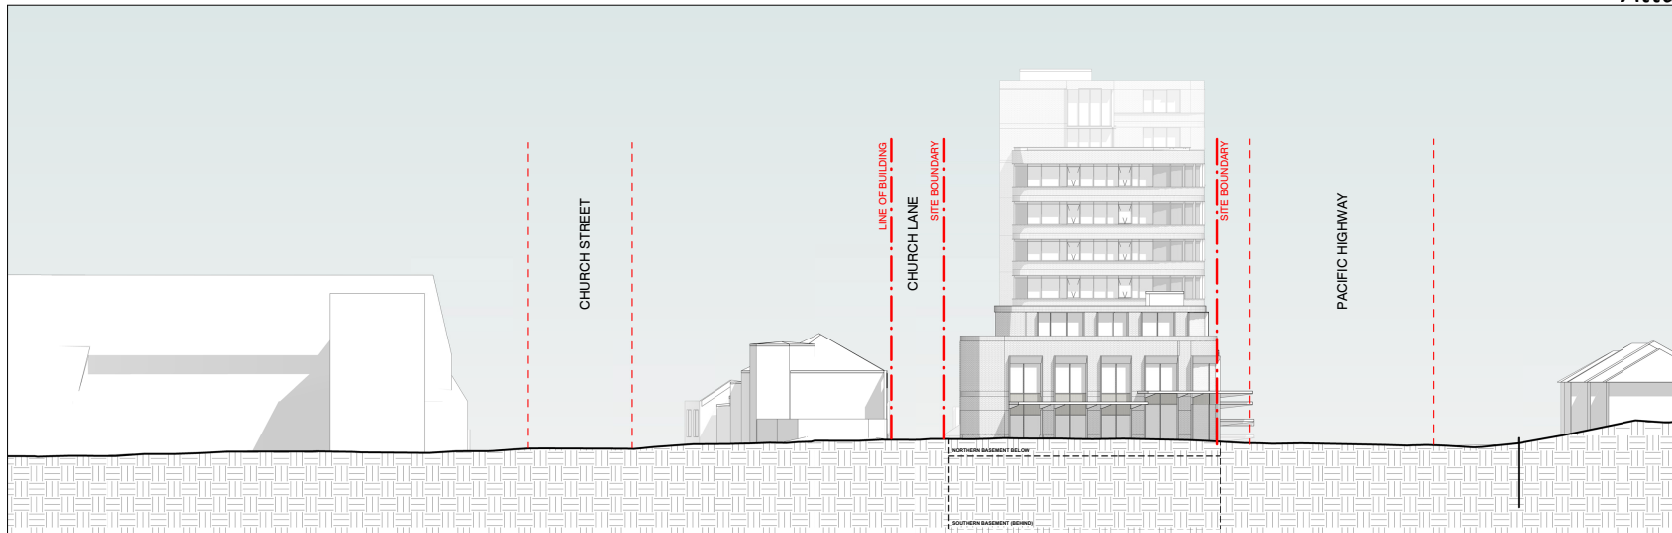 CHURCH STREET
LINE OF BUILDING
CHURCH LANE
SITE BOUNDARY
SITE BOUNDARY
PACIFIC HIGHWAY
NORTHERN BASEMENT BELOW
SOUTHERN BASEMENT (BEHIND)